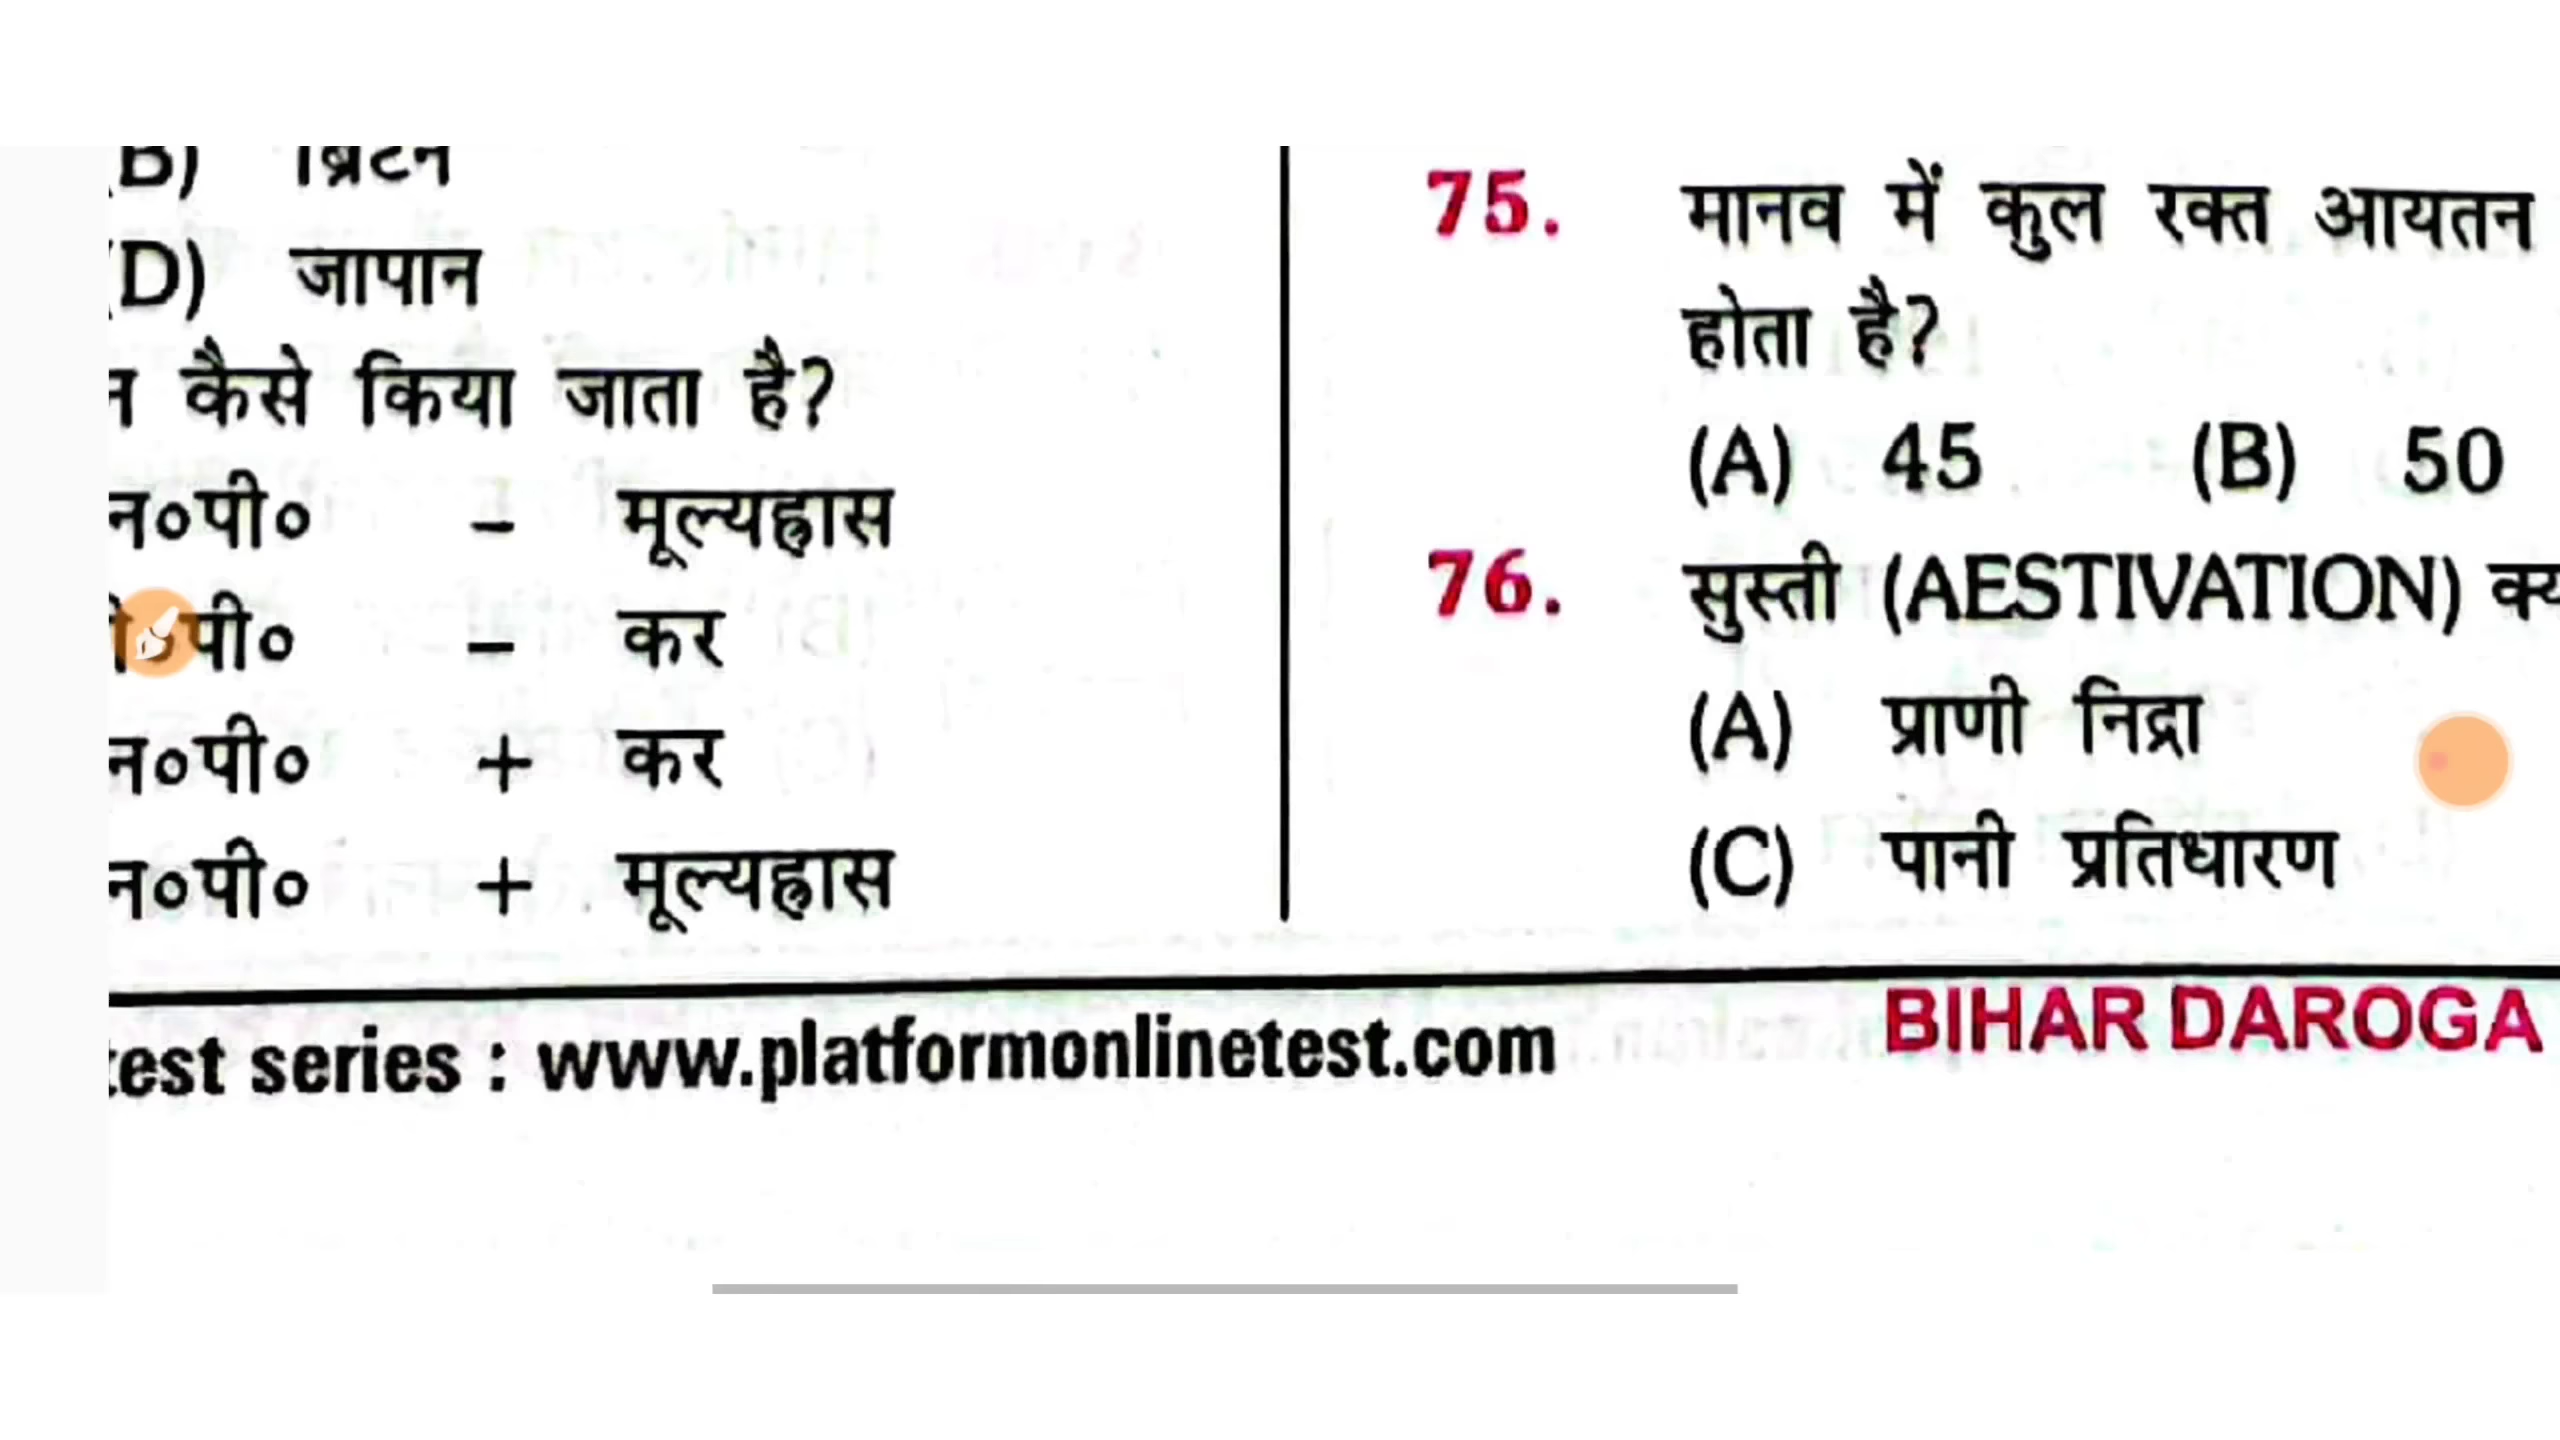 (B) ब्रिटेन
(D) जापान
न कैसे किया जाता है?
न०पी० – मूल्यह्रास
पी० – कर
न०पी० + कर
न०पी० + मूल्यह्रास
75. मानव में कुल रक्त आयतन
होता है?
(A) 45 (B) 50
76. सुस्ती (AESTIVATION) क्य
(A) प्राणी निद्रा
(C) पानी प्रतिधारण
test series : www.platformonlinetest.com
BIHAR DAROGA